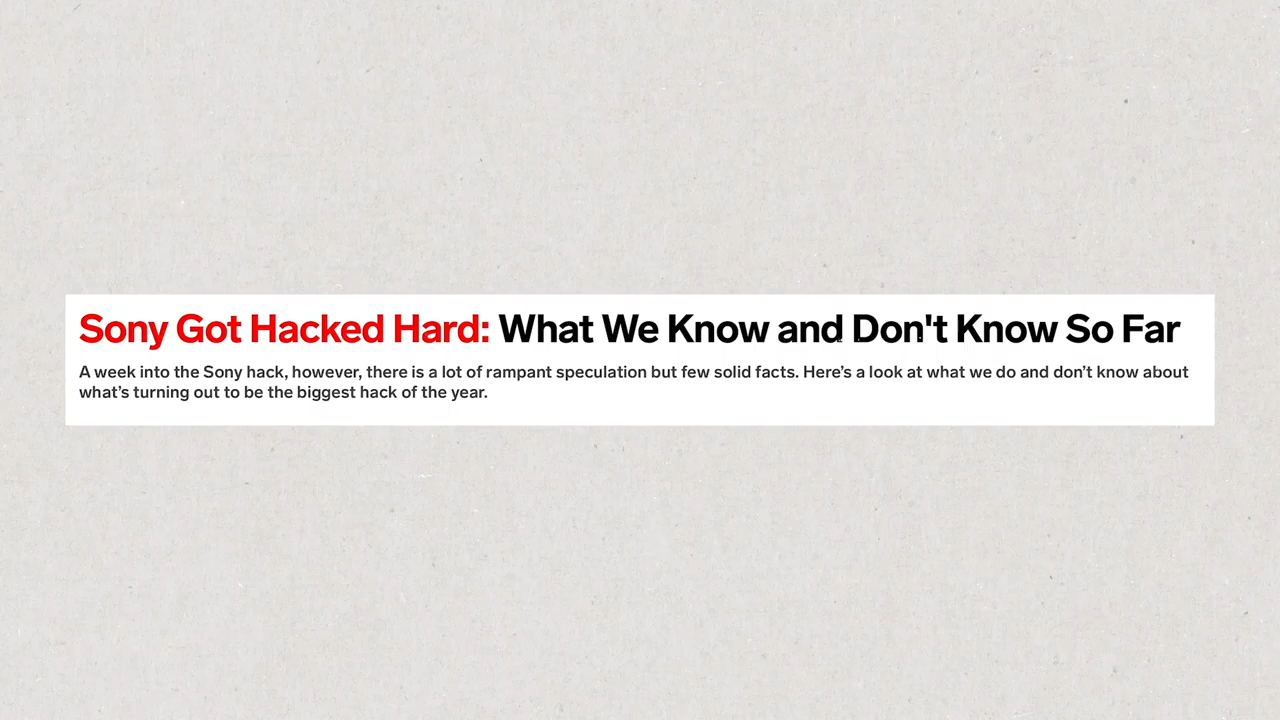 Sony Got Hacked Hard: What We Know and Don't Know So Far
A week into the Sony hack, however, there is a lot of rampant speculation but few solid facts. Here’s a look at what we do and don’t know about
what’s turning out to be the biggest hack of the year.